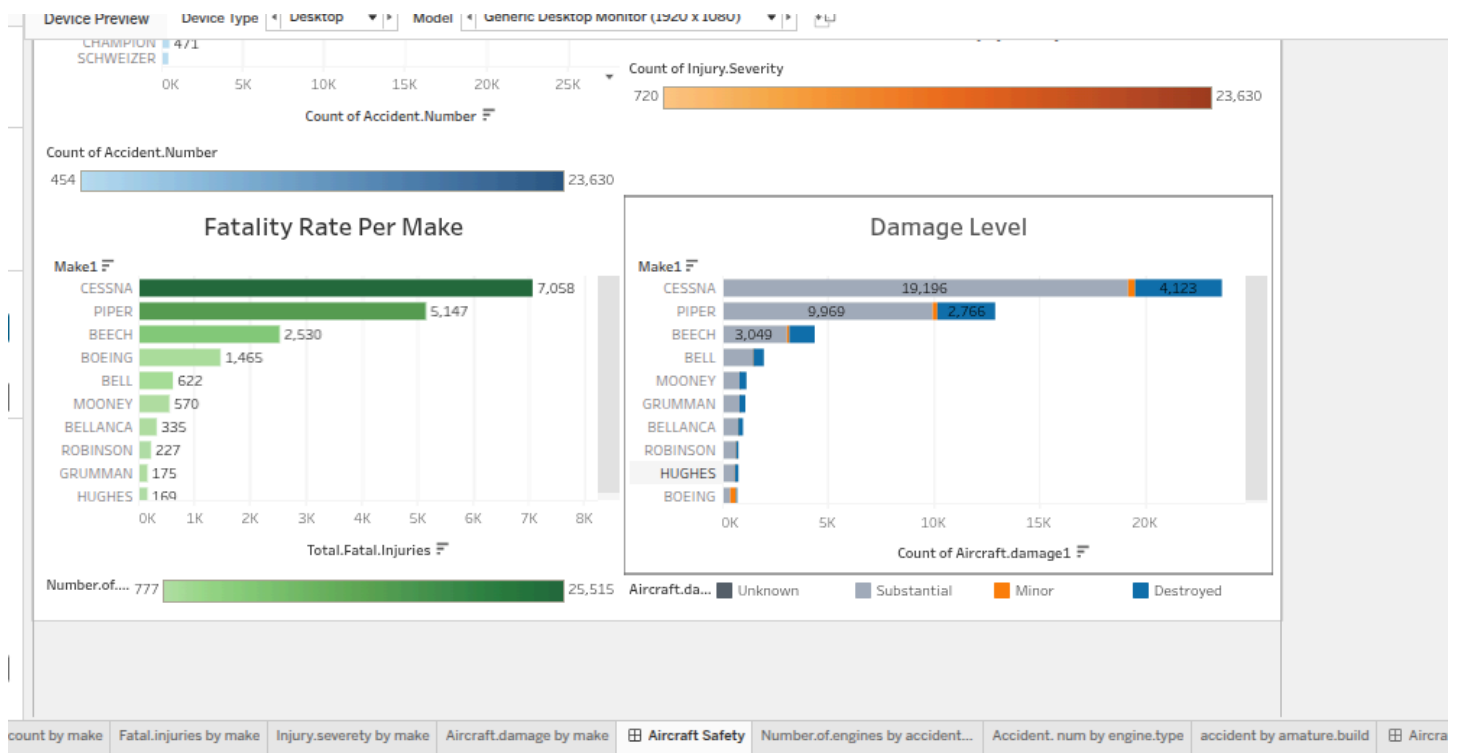 Device Preview Device Type Desktop Model Generic Desktop Monitor (1920 x 1080)
CHAMPION 471
SCHWEIZER
0K 5K 10K 15K 20K 25K
Count of Accident.Number
Count of Injury.Severity
720 23,630
Count of Accident.Number
454 23,630
Fatality Rate Per Make
Make1
CESSNA 7,058
PIPER 5,147
BEECH 2,530
BOEING 1,465
BELL 622
MOONEY 570
BELLANCA 335
ROBINSON 227
GRUMMAN 175
HUGHES 169
0K 1K 2K 3K 4K 5K 6K 7K 8K
Total.Fatal.Injuries
Number.of.... 777 25,515
Damage Level
Make1
CESSNA 19,196 4,123
PIPER 9,969 2,766
BEECH 3,049
BELL
MOONEY
GRUMMAN
BELLANCA
ROBINSON
HUGHES
BOEING
0K 5K 10K 15K 20K
Count of Aircraft.damage1
Aircraft.da... Unknown Substantial Minor Destroyed
count by make Fatal.injuries by make Injury.severety by make Aircraft.damage by make Aircraft Safety Number.of.engines by accident... Accident. num by engine.type accident by amature.build Aircra